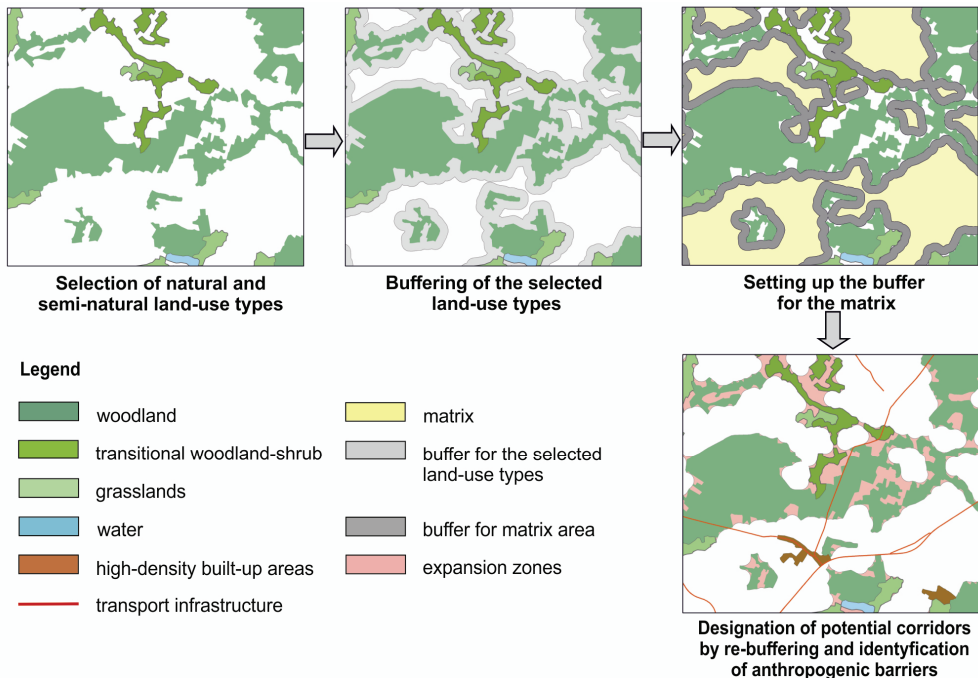 Selection of natural and
semi-natural land-use types
Buffering of the selected
land-use types
Setting up the buffer
for the matrix
Legend
woodland
transitional woodland-shrub
grasslands
water
high-density built-up areas
transport infrastructure
matrix
buffer for the selected
land-use types
buffer for matrix area
expansion zones
Designation of potential corridors
by re-buffering and identyfication
of anthropogenic barriers